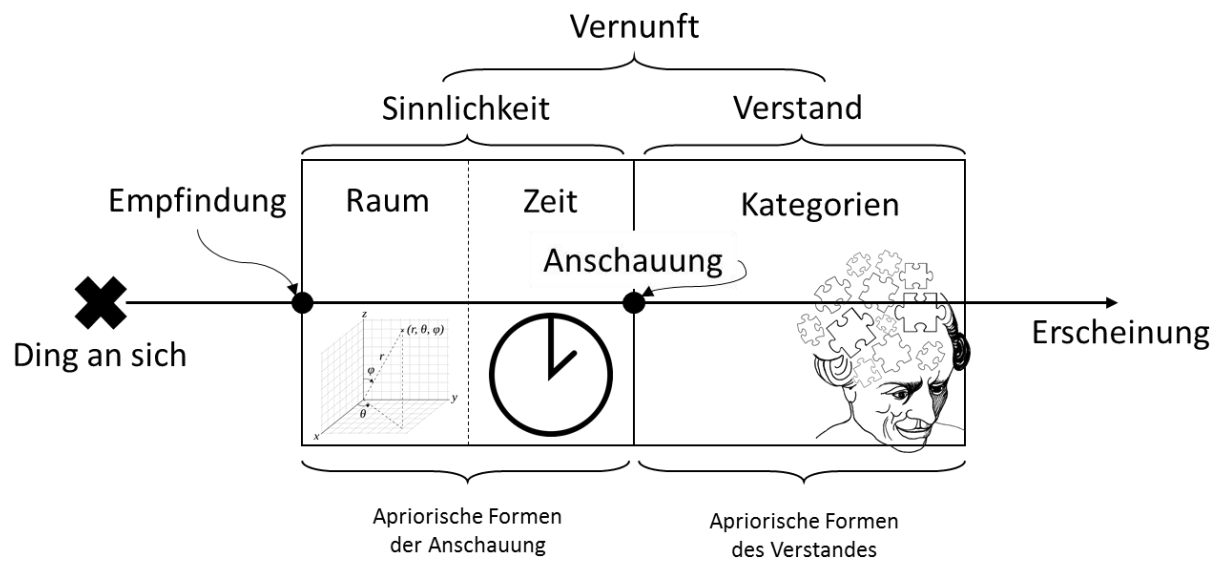 Vernunft
Sinnlichkeit
Verstand
Empfindung
Raum
Zeit
Kategorien
Anschauung
Ding an sich
Erscheinung
z
(r, θ, φ)
r
φ
y
θ
x
Apriorische Formen
der Anschauung
Apriorische Formen
des Verstandes